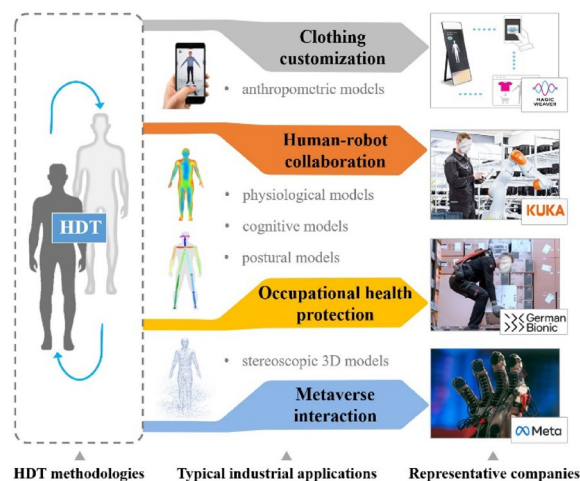 Clothing
customization
• anthropometric models
MAGIC
WEAVER
Human-robot
collaboration
• physiological models
• cognitive models
• postural models
KUKA
HDT
Occupational health
protection
German
Bionic
• stereoscopic 3D models
Metaverse
interaction
Meta
HDT methodologies
Typical industrial applications
Representative companies